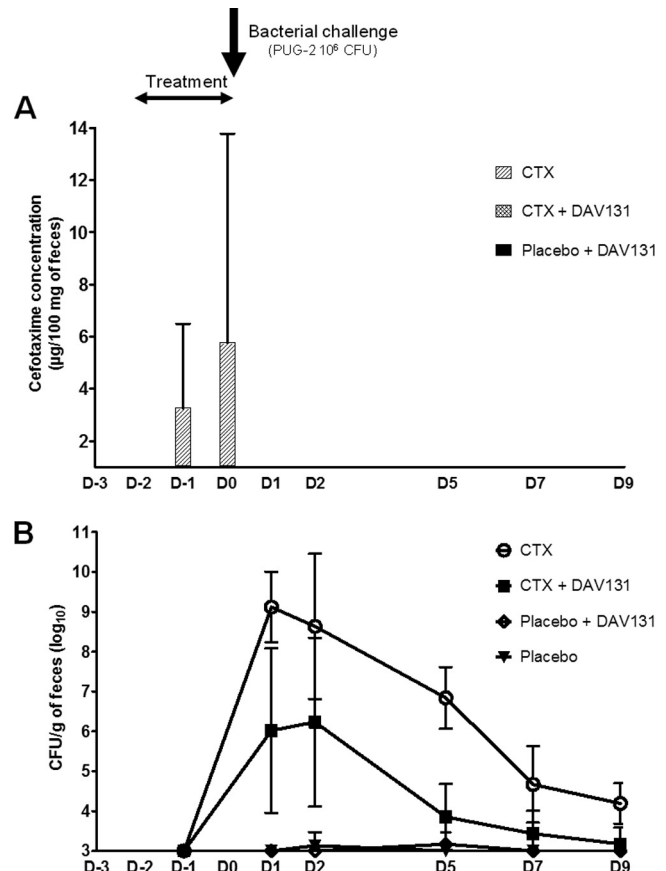 Bacterial challenge
(PUG-2 10⁶ CFU)
Treatment
A
Cefotaxime concentration
(µg/100 mg of feces)
14
12
10
8
6
4
2
D-3 D-2 D-1 D0 D1 D2 D5 D7 D9
CTX
CTX + DAV131
Placebo + DAV131
B
CFU/g of feces (log₁₀)
11
10
9
8
7
6
5
4
3
D-3 D-2 D-1 D0 D1 D2 D5 D7 D9
CTX
CTX + DAV131
Placebo + DAV131
Placebo